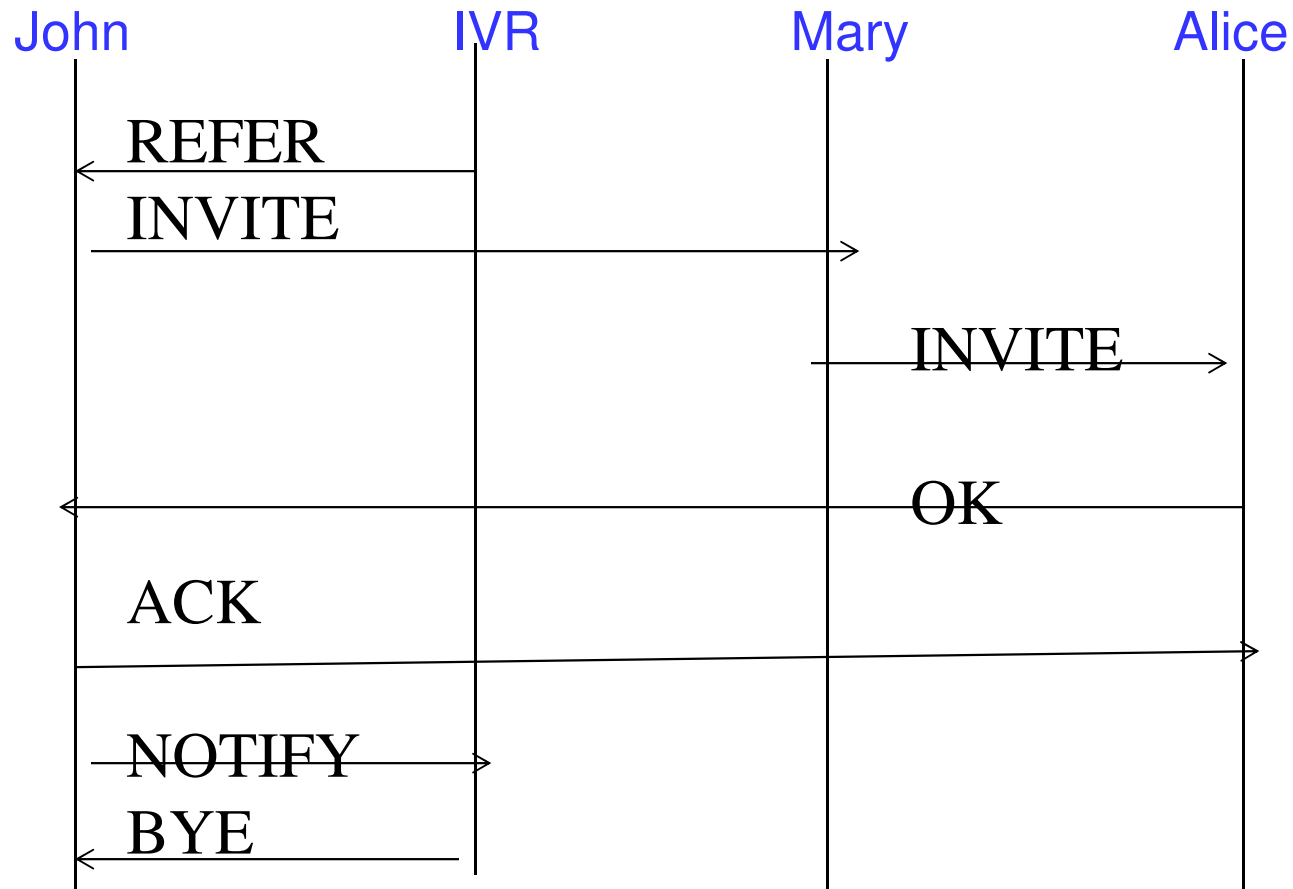 John IVR Mary Alice
REFER
INVITE
INVITE
OK
ACK
NOTIFY
BYE